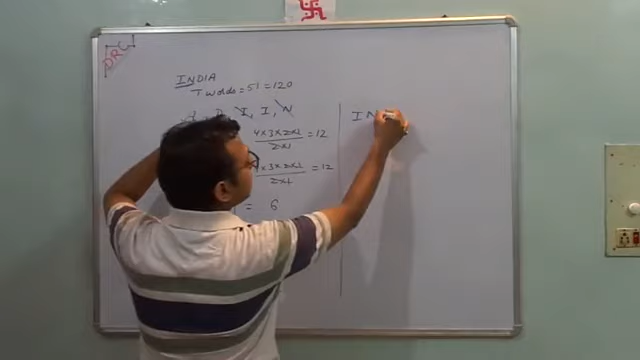 DRCW
INDIA
T words = 5! = 120
I, I, N
4×3×2×1 = 12
2×1
4×3×2×1 = 12
2×1
= 6
I N